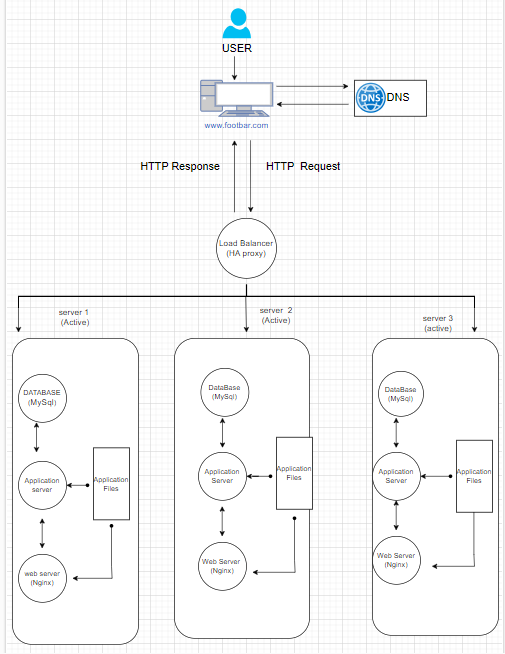 USER
DNS
DNS
www.footbar.com
HTTP Response
HTTP Request
Load Balancer
(HA proxy)
server 1
(Active)
server 2
(Active)
server 3
(active)
DATABASE
(MySql)
Application
server
Application
Files
web server
(Nginx)
DataBase
(MySql)
Application
Server
Application
Files
Web Server
(Nginx)
DataBase
(MySql)
Application
Server
Application
Files
Web Server
(Nginx)